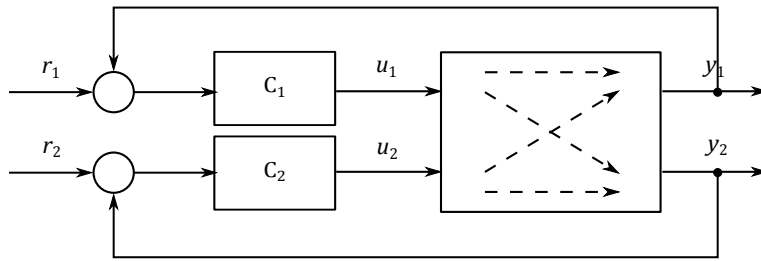 r₁
C₁
u₁
y₁
r₂
C₂
u₂
y₂